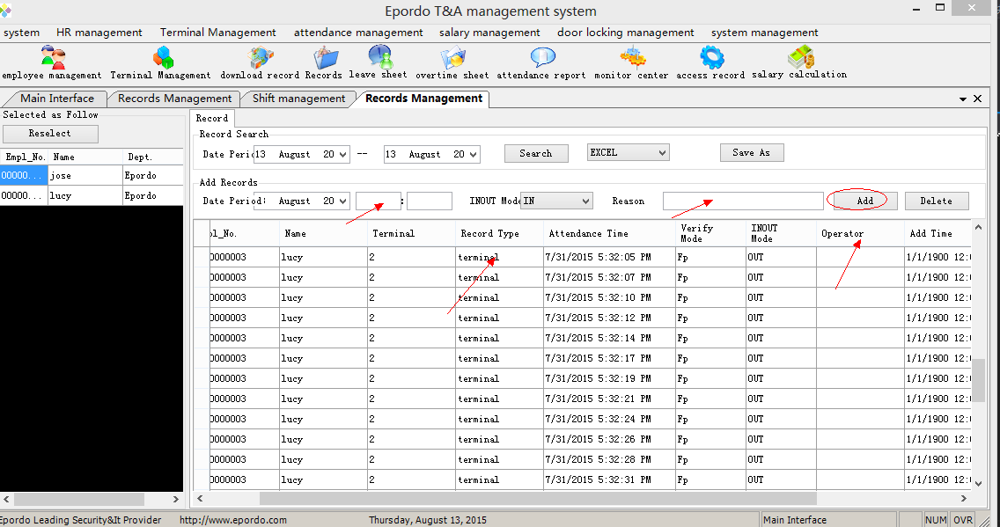 Epordo T&A management system
system HR management Terminal Management attendance management salary management door locking management system management
employee management Terminal Management download record Records leave sheet overtime sheet attendance report monitor center access record salary calculation
Main Interface Records Management Shift management Records Management
Selected as Follow
Reselect
Empl_No. Name Dept.
00000... jose Epordo
00000... lucy Epordo
Record
Record Search
Date Peri 13 August 20 -- 13 August 20 Search EXCEL Save As
Add Records
Date Period: August 20 : INOUT Mode IN Reason Add Delete
pl_No. Name Terminal Record Type Attendance Time Verify Mode INOUT Mode Operator Add Time
0000003 lucy 2 terminal 7/31/2015 5:32:05 PM Fp OUT 1/1/1900 12:
0000003 lucy 2 terminal 7/31/2015 5:32:07 PM Fp OUT 1/1/1900 12:
0000003 lucy 2 terminal 7/31/2015 5:32:10 PM Fp OUT 1/1/1900 12:
0000003 lucy 2 terminal 7/31/2015 5:32:12 PM Fp OUT 1/1/1900 12:
0000003 lucy 2 terminal 7/31/2015 5:32:14 PM Fp OUT 1/1/1900 12:
0000003 lucy 2 terminal 7/31/2015 5:32:17 PM Fp OUT 1/1/1900 12:
0000003 lucy 2 terminal 7/31/2015 5:32:19 PM Fp OUT 1/1/1900 12:
0000003 lucy 2 terminal 7/31/2015 5:32:21 PM Fp OUT 1/1/1900 12:
0000003 lucy 2 terminal 7/31/2015 5:32:24 PM Fp OUT 1/1/1900 12:
0000003 lucy 2 terminal 7/31/2015 5:32:26 PM Fp OUT 1/1/1900 12:
0000003 lucy 2 terminal 7/31/2015 5:32:28 PM Fp OUT 1/1/1900 12:
0000003 lucy 2 terminal 7/31/2015 5:32:31 PM Fp OUT 1/1/1900 12:
Epordo Leading Security&It Provider http://www.epordo.com Thursday, August 13, 2015 Main Interface NUM OVR